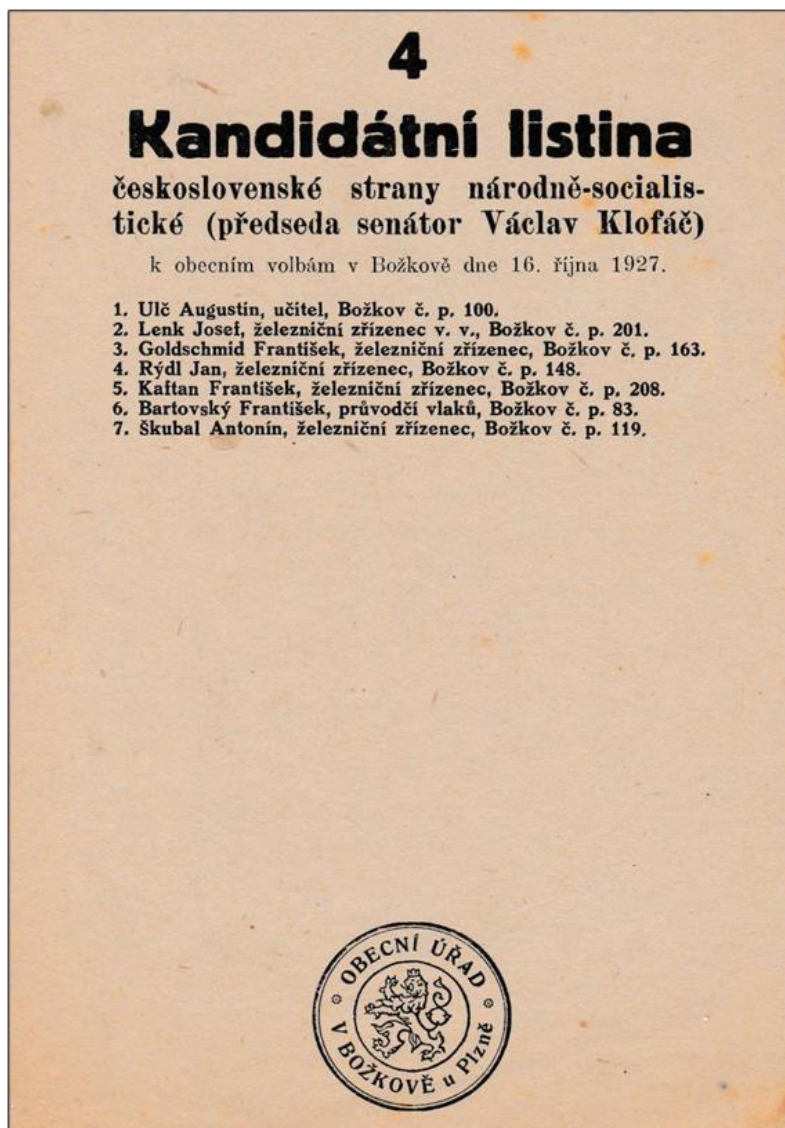 4
Kandidátní listina
československé strany národně-socialis-
tické (předseda senátor Václav Klofáč)
k obecním volbám v Božkově dne 16. října 1927.
1. Ulč Augustin, učitel, Božkov č. p. 100.
2. Lenk Josef, železniční zřízenec v. v., Božkov č. p. 201.
3. Goldschmid František, železniční zřízenec, Božkov č. p. 163.
4. Rýdl Jan, železniční zřízenec, Božkov č. p. 148.
5. Kaftan František, železniční zřízenec, Božkov č. p. 208.
6. Bartovský František, průvodčí vlaků, Božkov č. p. 83.
7. Škubal Antonín, železniční zřízenec, Božkov č. p. 119.
OBECNÍ ÚŘAD
V BOŽKOVĚ u Plzně